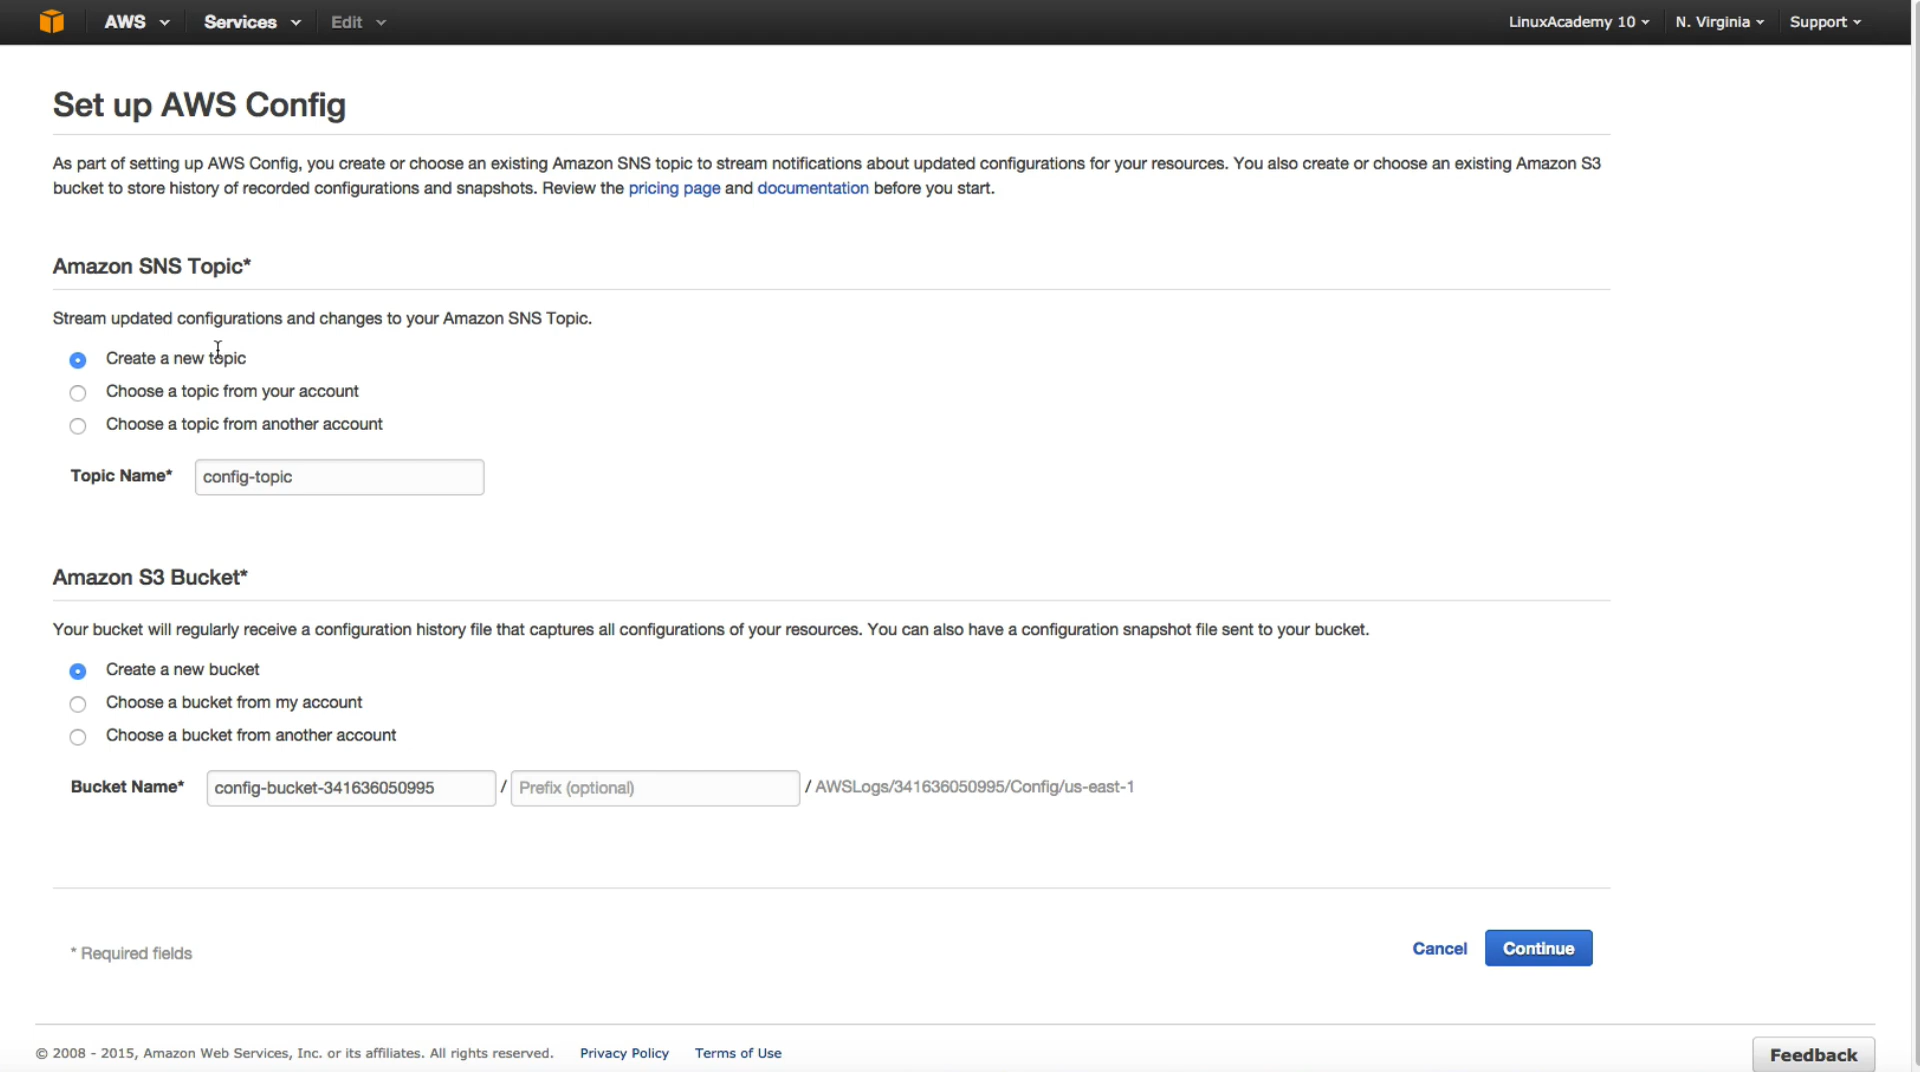 AWS Services Edit LinuxAcademy 10 N. Virginia Support
Set up AWS Config
As part of setting up AWS Config, you create or choose an existing Amazon SNS topic to stream notifications about updated configurations for your resources. You also create or choose an existing Amazon S3
bucket to store history of recorded configurations and snapshots. Review the pricing page and documentation before you start.
Amazon SNS Topic*
Stream updated configurations and changes to your Amazon SNS Topic.
Create a new topic
Choose a topic from your account
Choose a topic from another account
Topic Name* config-topic
Amazon S3 Bucket*
Your bucket will regularly receive a configuration history file that captures all configurations of your resources. You can also have a configuration snapshot file sent to your bucket.
Create a new bucket
Choose a bucket from my account
Choose a bucket from another account
Bucket Name* config-bucket-341636050995 / Prefix (optional) / AWSLogs/341636050995/Config/us-east-1
* Required fields Cancel Continue
© 2008 - 2015, Amazon Web Services, Inc. or its affiliates. All rights reserved. Privacy Policy Terms of Use Feedback